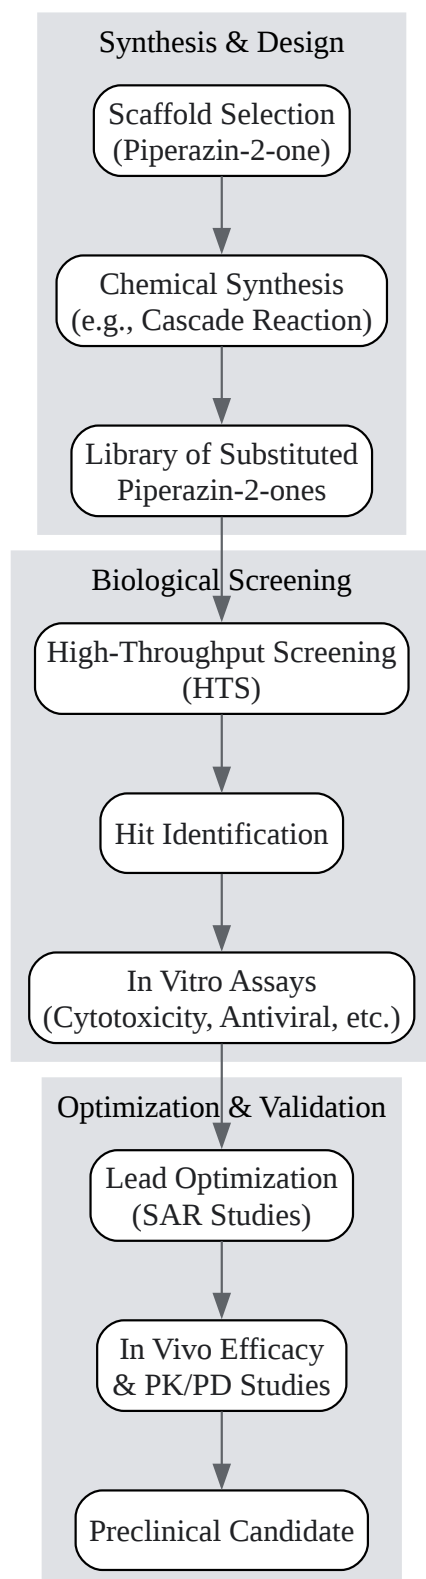 Synthesis & Design
Scaffold Selection
(Piperazin-2-one)
Chemical Synthesis
(e.g., Cascade Reaction)
Library of Substituted
Piperazin-2-ones
Biological Screening
High-Throughput Screening
(HTS)
Hit Identification
In Vitro Assays
(Cytotoxicity, Antiviral, etc.)
Optimization & Validation
Lead Optimization
(SAR Studies)
In Vivo Efficacy
& PK/PD Studies
Preclinical Candidate